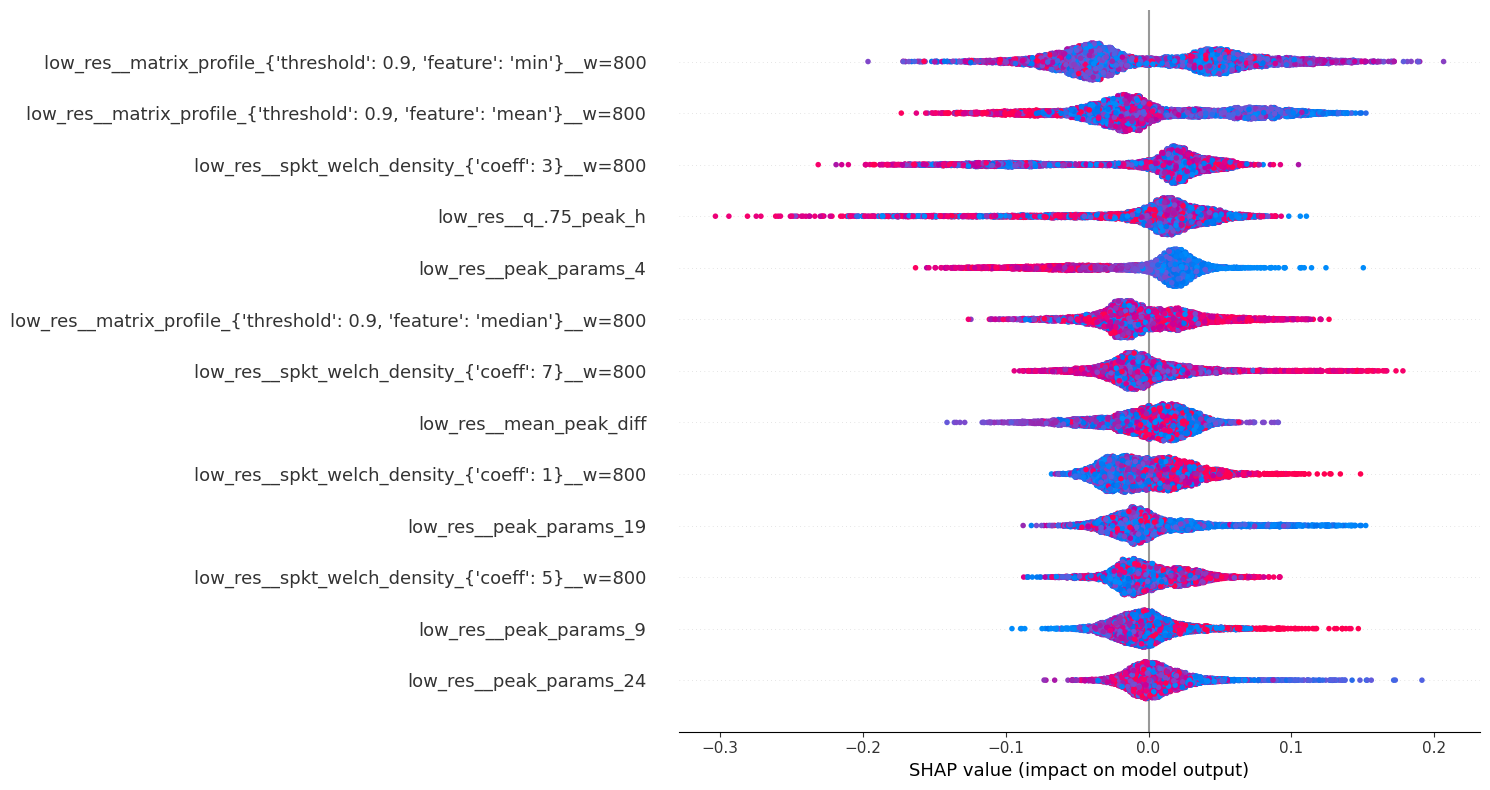 low_res__matrix_profile_{'threshold': 0.9, 'feature': 'min'}__w=800
low_res__matrix_profile_{'threshold': 0.9, 'feature': 'mean'}__w=800
low_res__spkt_welch_density_{'coeff': 3}__w=800
low_res__q_.75_peak_h
low_res__peak_params_4
low_res__matrix_profile_{'threshold': 0.9, 'feature': 'median'}__w=800
low_res__spkt_welch_density_{'coeff': 7}__w=800
low_res__mean_peak_diff
low_res__spkt_welch_density_{'coeff': 1}__w=800
low_res__peak_params_19
low_res__spkt_welch_density_{'coeff': 5}__w=800
low_res__peak_params_9
low_res__peak_params_24
−0.3 −0.2 −0.1 0.0 0.1 0.2
SHAP value (impact on model output)